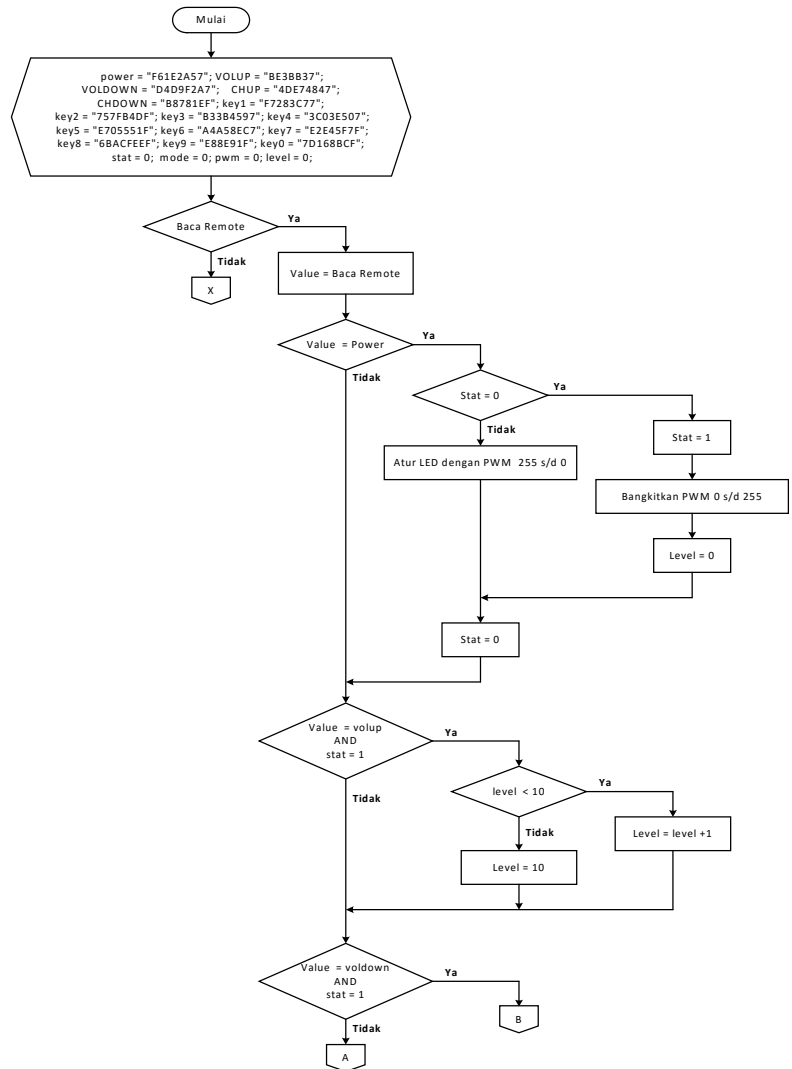 Mulai
power = "F61E2A57"; VOLUP = "BE3BB37";
VOLDOWN = "D4D9F2A7"; CHUP = "4DE74847";
CHDOWN = "B8781EF"; key1 = "F7283C77";
key2 = "757FB4DF"; key3 = "B33B4597"; key4 = "3C03E507";
key5 = "E705551F"; key6 = "A4A58EC7"; key7 = "E2E45F7F";
key8 = "6BACFEEF"; key9 = "E88E91F"; key0 = "7D168BCF";
stat = 0; mode = 0; pwm = 0; level = 0;
Baca Remote
Ya
Tidak
X
Value = Baca Remote
Value = Power
Ya
Tidak
Stat = 0
Ya
Tidak
Stat = 1
Atur LED dengan PWM 255 s/d 0
Bangkitkan PWM 0 s/d 255
Level = 0
Stat = 0
Value = volup
AND
stat = 1
Ya
Tidak
level < 10
Ya
Tidak
Level = level +1
Level = 10
Value = voldown
AND
stat = 1
Ya
Tidak
B
A